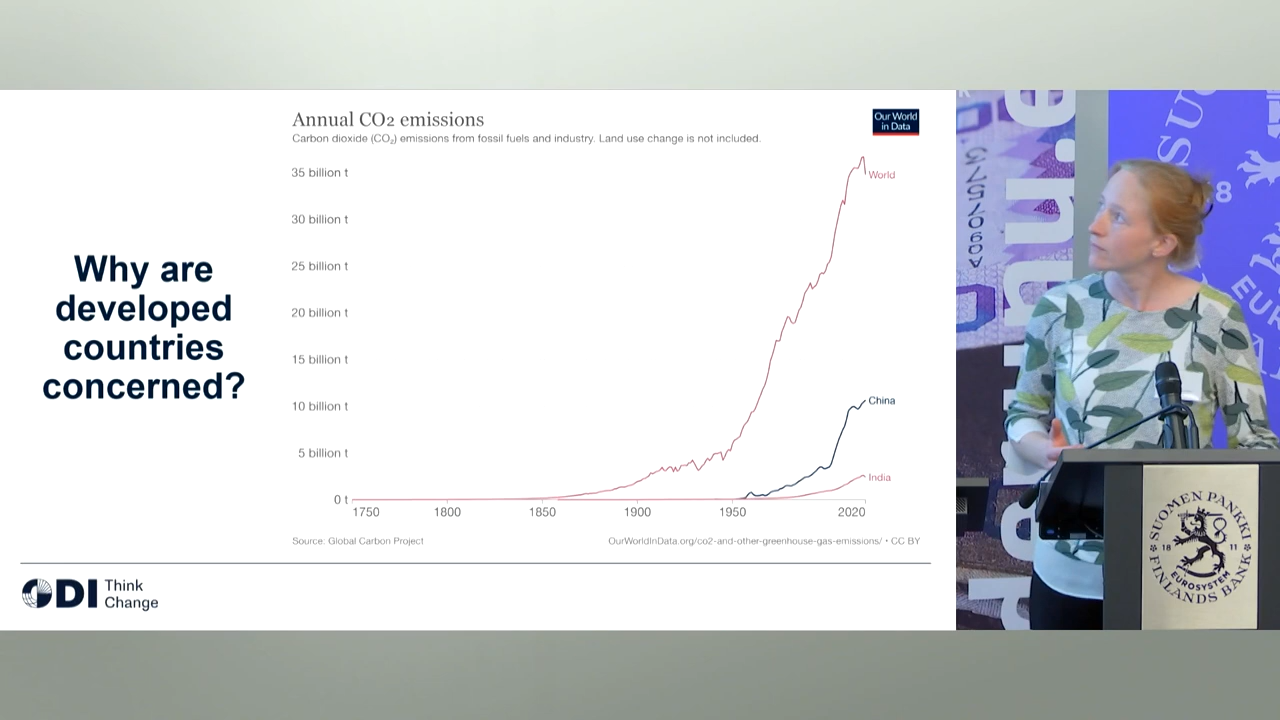 Annual CO2 emissions
Carbon dioxide (CO₂) emissions from fossil fuels and industry. Land use change is not included.
Our World
in Data
35 billion t
30 billion t
25 billion t
20 billion t
15 billion t
10 billion t
5 billion t
0 t
World
China
India
1750
1800
1850
1900
1950
2020
Source: Global Carbon Project
OurWorldInData.org/co2-and-other-greenhouse-gas-emissions/ • CC BY
Why are
developed
countries
concerned?
ODI Think
Change
SUOMEN PANKKI
18 11
EUROSYSTEM
FINLANDS BANK